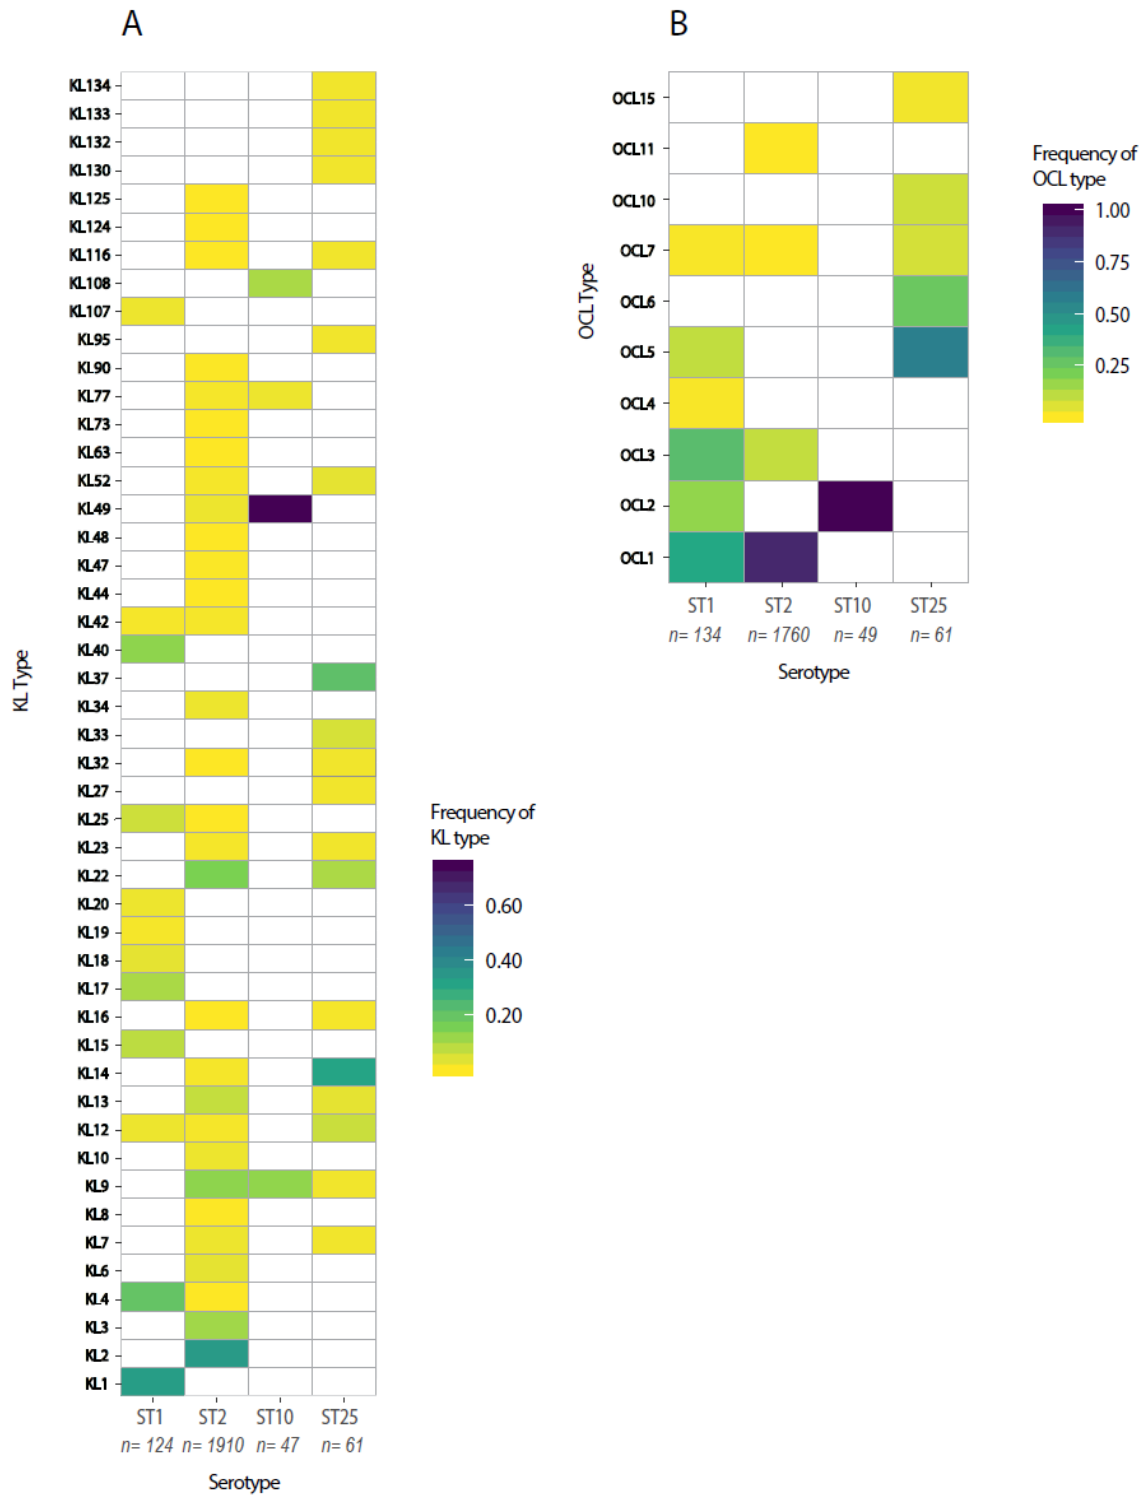 A
KL134
KL133
KL132
KL130
KL125
KL124
KL116
KL108
KL107
KL95
KL90
KL77
KL73
KL63
KL52
KL49
KL48
KL47
KL44
KL42
KL40
KL37
KL34
KL33
KL32
KL27
KL25
KL23
KL22
KL20
KL19
KL18
KL17
KL16
KL15
KL14
KL13
KL12
KL10
KL9
KL8
KL7
KL6
KL4
KL3
KL2
KL1
KL Type
ST1 ST2 ST10 ST25
n= 124 n= 1910 n= 47 n= 61
Serotype
Frequency of
KL type
0.60
0.40
0.20
B
OCL15
OCL11
OCL10
OCL7
OCL6
OCL5
OCL4
OCL3
OCL2
OCL1
OCL Type
ST1 ST2 ST10 ST25
n= 134 n= 1760 n= 49 n= 61
Serotype
Frequency of
OCL type
1.00
0.75
0.50
0.25